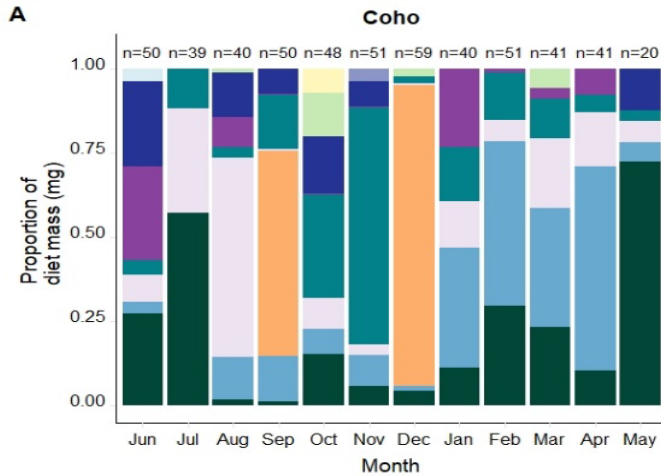 A
Coho
n=50 n=39 n=40 n=50 n=48 n=51 n=59 n=40 n=51 n=41 n=41 n=20
1.00
0.75
0.50
0.25
0.00
Proportion of
diet mass (mg)
Jun Jul Aug Sep Oct Nov Dec Jan Feb Mar Apr May
Month